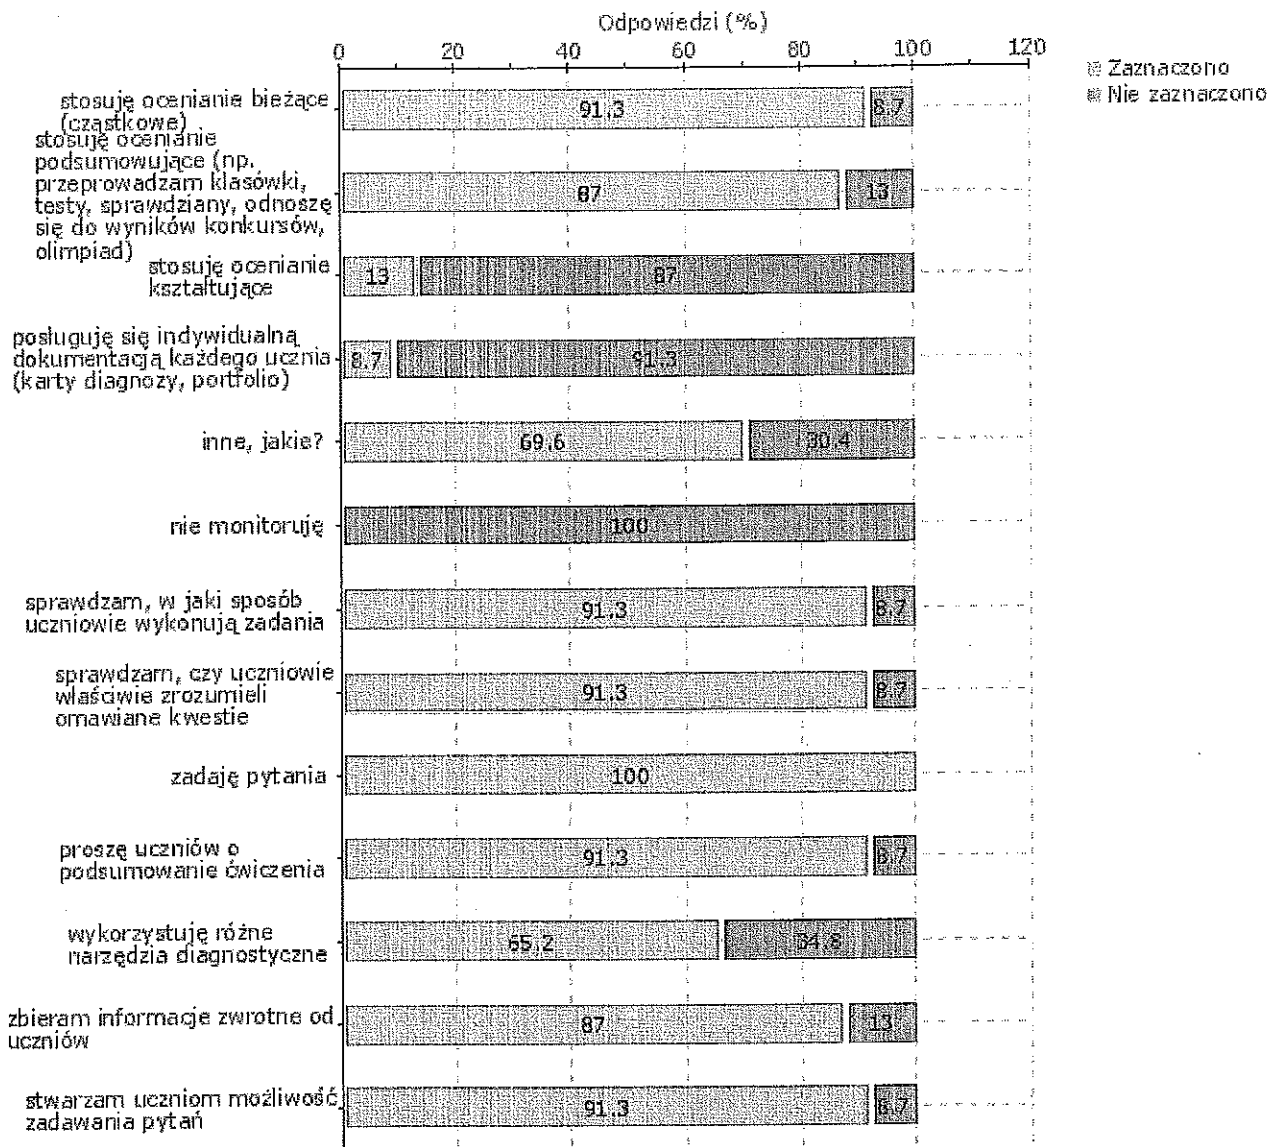 Odpowiedzi (%)
0 20 40 60 80 100 120
Zaznaczono
Nie zaznaczono
stosuję ocenianie bieżące
(cząstkowe)
91.3 8.7
stosuję ocenianie
podsumowujące (np.
przeprowadzam klasówki,
testy, sprawdziany, odnoszę
się do wyników konkursów,
olimpiad)
87 13
stosuję ocenianie
kształtujące
13 87
posługuję się indywidualną
dokumentacją każdego ucznia
(karty diagnozy, portfolio)
8.7 91.3
inne, jakie?
69.6 30.4
nie monitoruję
100
sprawdzam, w jaki sposób
uczniowie wykonują zadania
91.3 8.7
sprawdzam, czy uczniowie
właściwie zrozumieli
omawiane kwestie
91.3 8.7
zadaję pytania
100
proszę uczniów o
podsumowanie ćwiczenia
91.3 8.7
wykorzystuję różne
narzędzia diagnostyczne
65.2 34.8
zbieram informacje zwrotne od
uczniów
87 13
stwarzam uczniom możliwość
zadawania pytań
91.3 8.7